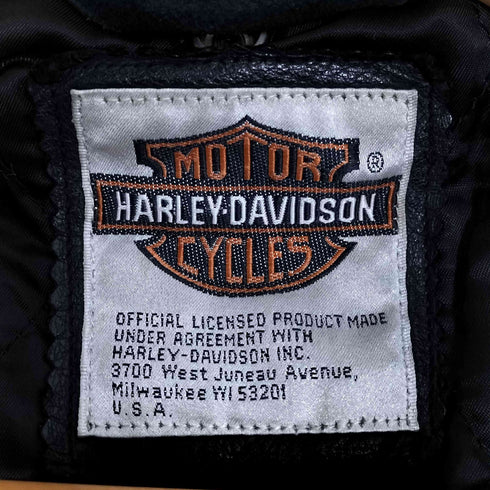 MOTOR
®
HARLEY-DAVIDSON
CYCLES
OFFICIAL LICENSED PRODUCT MADE
UNDER AGREEMENT WITH
HARLEY-DAVIDSON INC.
3700 West Juneau Avenue,
Milwaukee WI 53201
U.S.A.